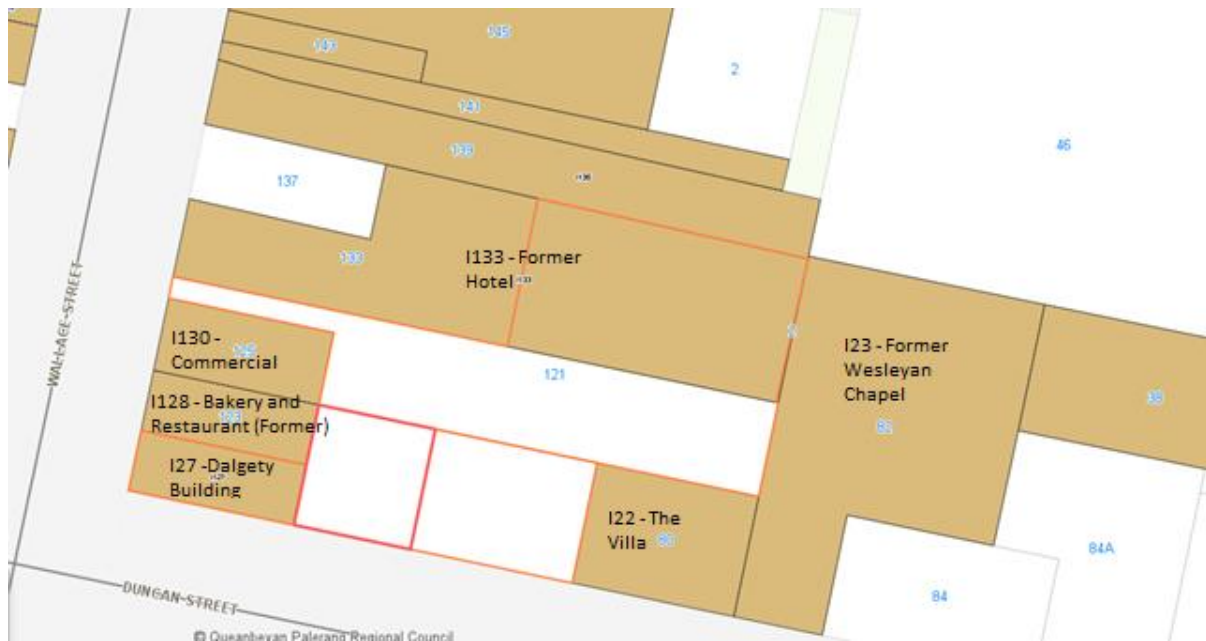 145
143
2
141
46
139
137
I133 - Former
Hotel
133
WALLACE STREET
I130 -
Commercial
121
I23 - Former
Wesleyan
Chapel
38
I128 - Bakery and
Restaurant (Former)
82
I27 -Dalgety
Building
I22 - The
Villa
80
84A
84
DUNCAN STREET
© Queanbeyan Palerang Regional Council